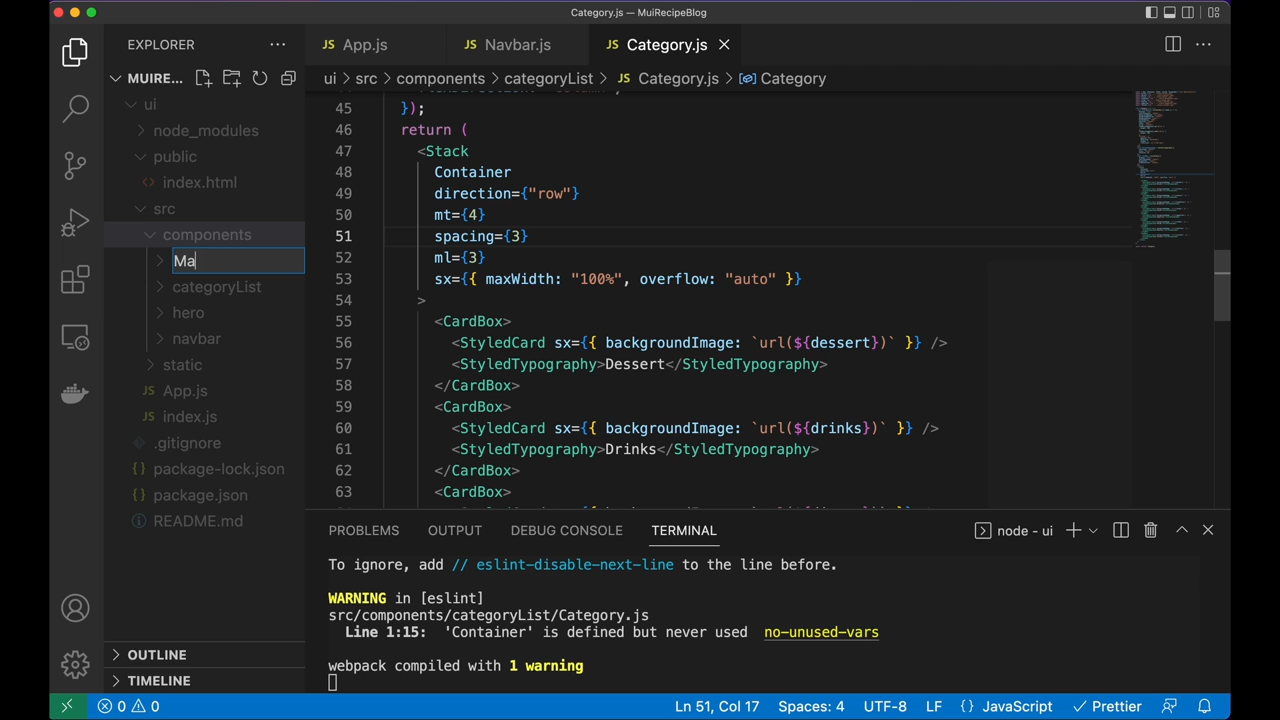 Category.js — MuiRecipeBlog
EXPLORER
JS App.js
JS Navbar.js
JS Category.js
MUIRE...
ui > src > components > categoryList > JS Category.js > Category
ui
node_modules
public
<> index.html
src
components
Ma
categoryList
hero
navbar
static
JS App.js
JS index.js
.gitignore
{} package-lock.json
{} package.json
README.md
OUTLINE
TIMELINE
45 });
46 return (
47 <Stack
48 Container
49 direction={"row"}
50 mt={4}
51 spacing={3}
52 ml={3}
53 sx={{ maxWidth: "100%", overflow: "auto" }}
54 >
55 <CardBox>
56 <StyledCard sx={{ backgroundImage: `url(${dessert})` }} />
57 <StyledTypography>Dessert</StyledTypography>
58 </CardBox>
59 <CardBox>
60 <StyledCard sx={{ backgroundImage: `url(${drinks})` }} />
61 <StyledTypography>Drinks</StyledTypography>
62 </CardBox>
63 <CardBox>
PROBLEMS OUTPUT DEBUG CONSOLE TERMINAL
node - ui
To ignore, add // eslint-disable-next-line to the line before.
WARNING in [eslint]
src/components/categoryList/Category.js
Line 1:15: 'Container' is defined but never used no-unused-vars
webpack compiled with 1 warning
0 0
Ln 51, Col 17 Spaces: 4 UTF-8 LF {} JavaScript Prettier